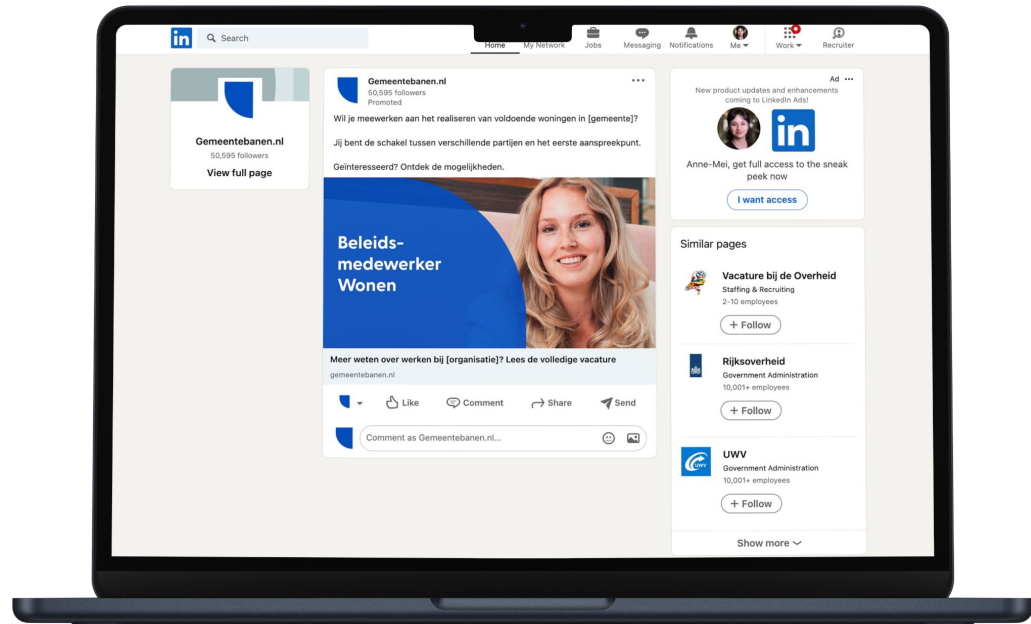 in
Search
Home
My Network
Jobs
Messaging
Notifications
Me
Work
Recruiter
Gemeentebanen.nl
50,595 followers
View full page
Gemeentebanen.nl
50,595 followers
Promoted
Wil je meewerken aan het realiseren van voldoende woningen in [gemeente]?
Jij bent de schakel tussen verschillende partijen en het eerste aanspreekpunt.
Geïnteresseerd? Ontdek de mogelijkheden.
Beleids-
medewerker
Wonen
Meer weten over werken bij [organisatie]? Lees de volledige vacature
gemeentebanen.nl
Like
Comment
Share
Send
Comment as Gemeentebanen.nl...
Ad
New product updates and enhancements
coming to LinkedIn Ads!
in
Anne-Mei, get full access to the sneak
peek now
I want access
Similar pages
Vacature bij de Overheid
Staffing & Recruiting
2-10 employees
+ Follow
Rijksoverheid
Government Administration
10,001+ employees
+ Follow
UWV
UWV
Government Administration
10,001+ employees
+ Follow
Show more